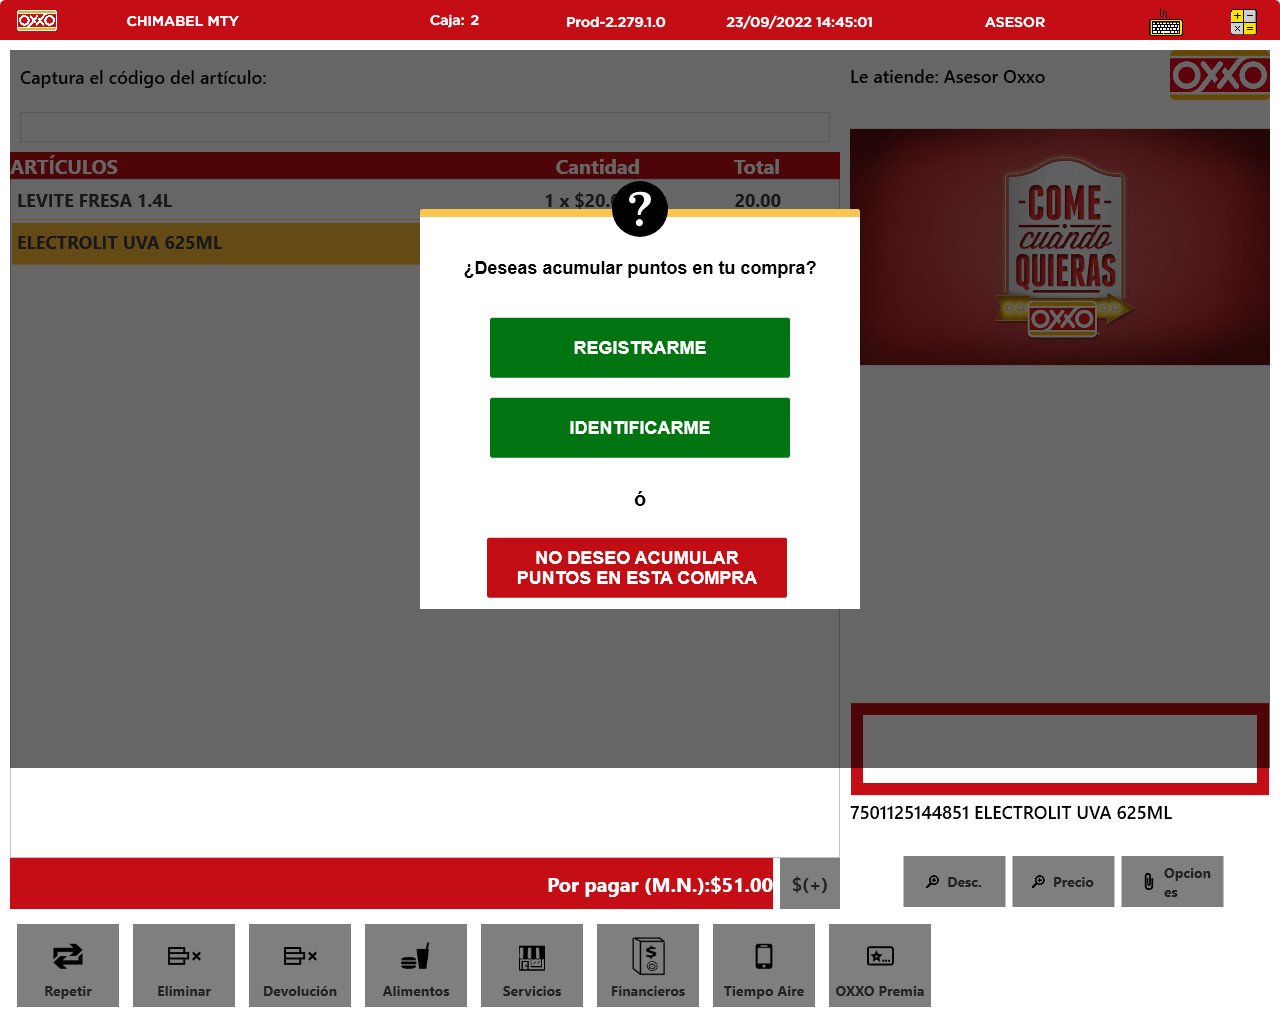 OXXO
CHIMABEL MTY
Caja: 2
Prod-2.279.1.0
23/09/2022 14:45:01
ASESOR
In
Captura el código del artículo:
Le atiende: Asesor Oxxo
OXXO
ARTÍCULOS Cantidad Total
LEVITE FRESA 1.4L 1 x $20. 20.00
ELECTROLIT UVA 625ML
?
¿Deseas acumular puntos en tu compra?
REGISTRARME
IDENTIFICARME
ó
NO DESEO ACUMULAR
PUNTOS EN ESTA COMPRA
-COME-
cuando
QUIERAS
OXXO
7501125144851 ELECTROLIT UVA 625ML
Por pagar (M.N.):$51.00
$(+)
Desc.
Precio
Opcion
es
Repetir
Eliminar
Devolución
Alimentos
Servicios
Financieros
Tiempo Aire
OXXO Premia